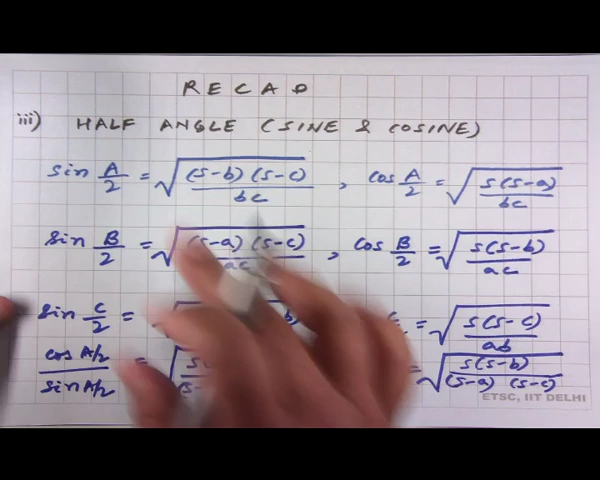 RECAP
iii) HALF ANGLE (SINE & COSINE)
sin A/2 = √((s-b)(s-c)/bc) , cos A/2 = √(s(s-a)/bc)
sin B/2 = √((s-a)(s-c)/ac) , cos B/2 = √(s(s-b)/ac)
sin C/2 = √ = √(s(s-c)/ab)
cos A/2 / sin A/2 = √ = √(s(s-b)/(s-a)(s-c))
ETSC, IIT DELHI